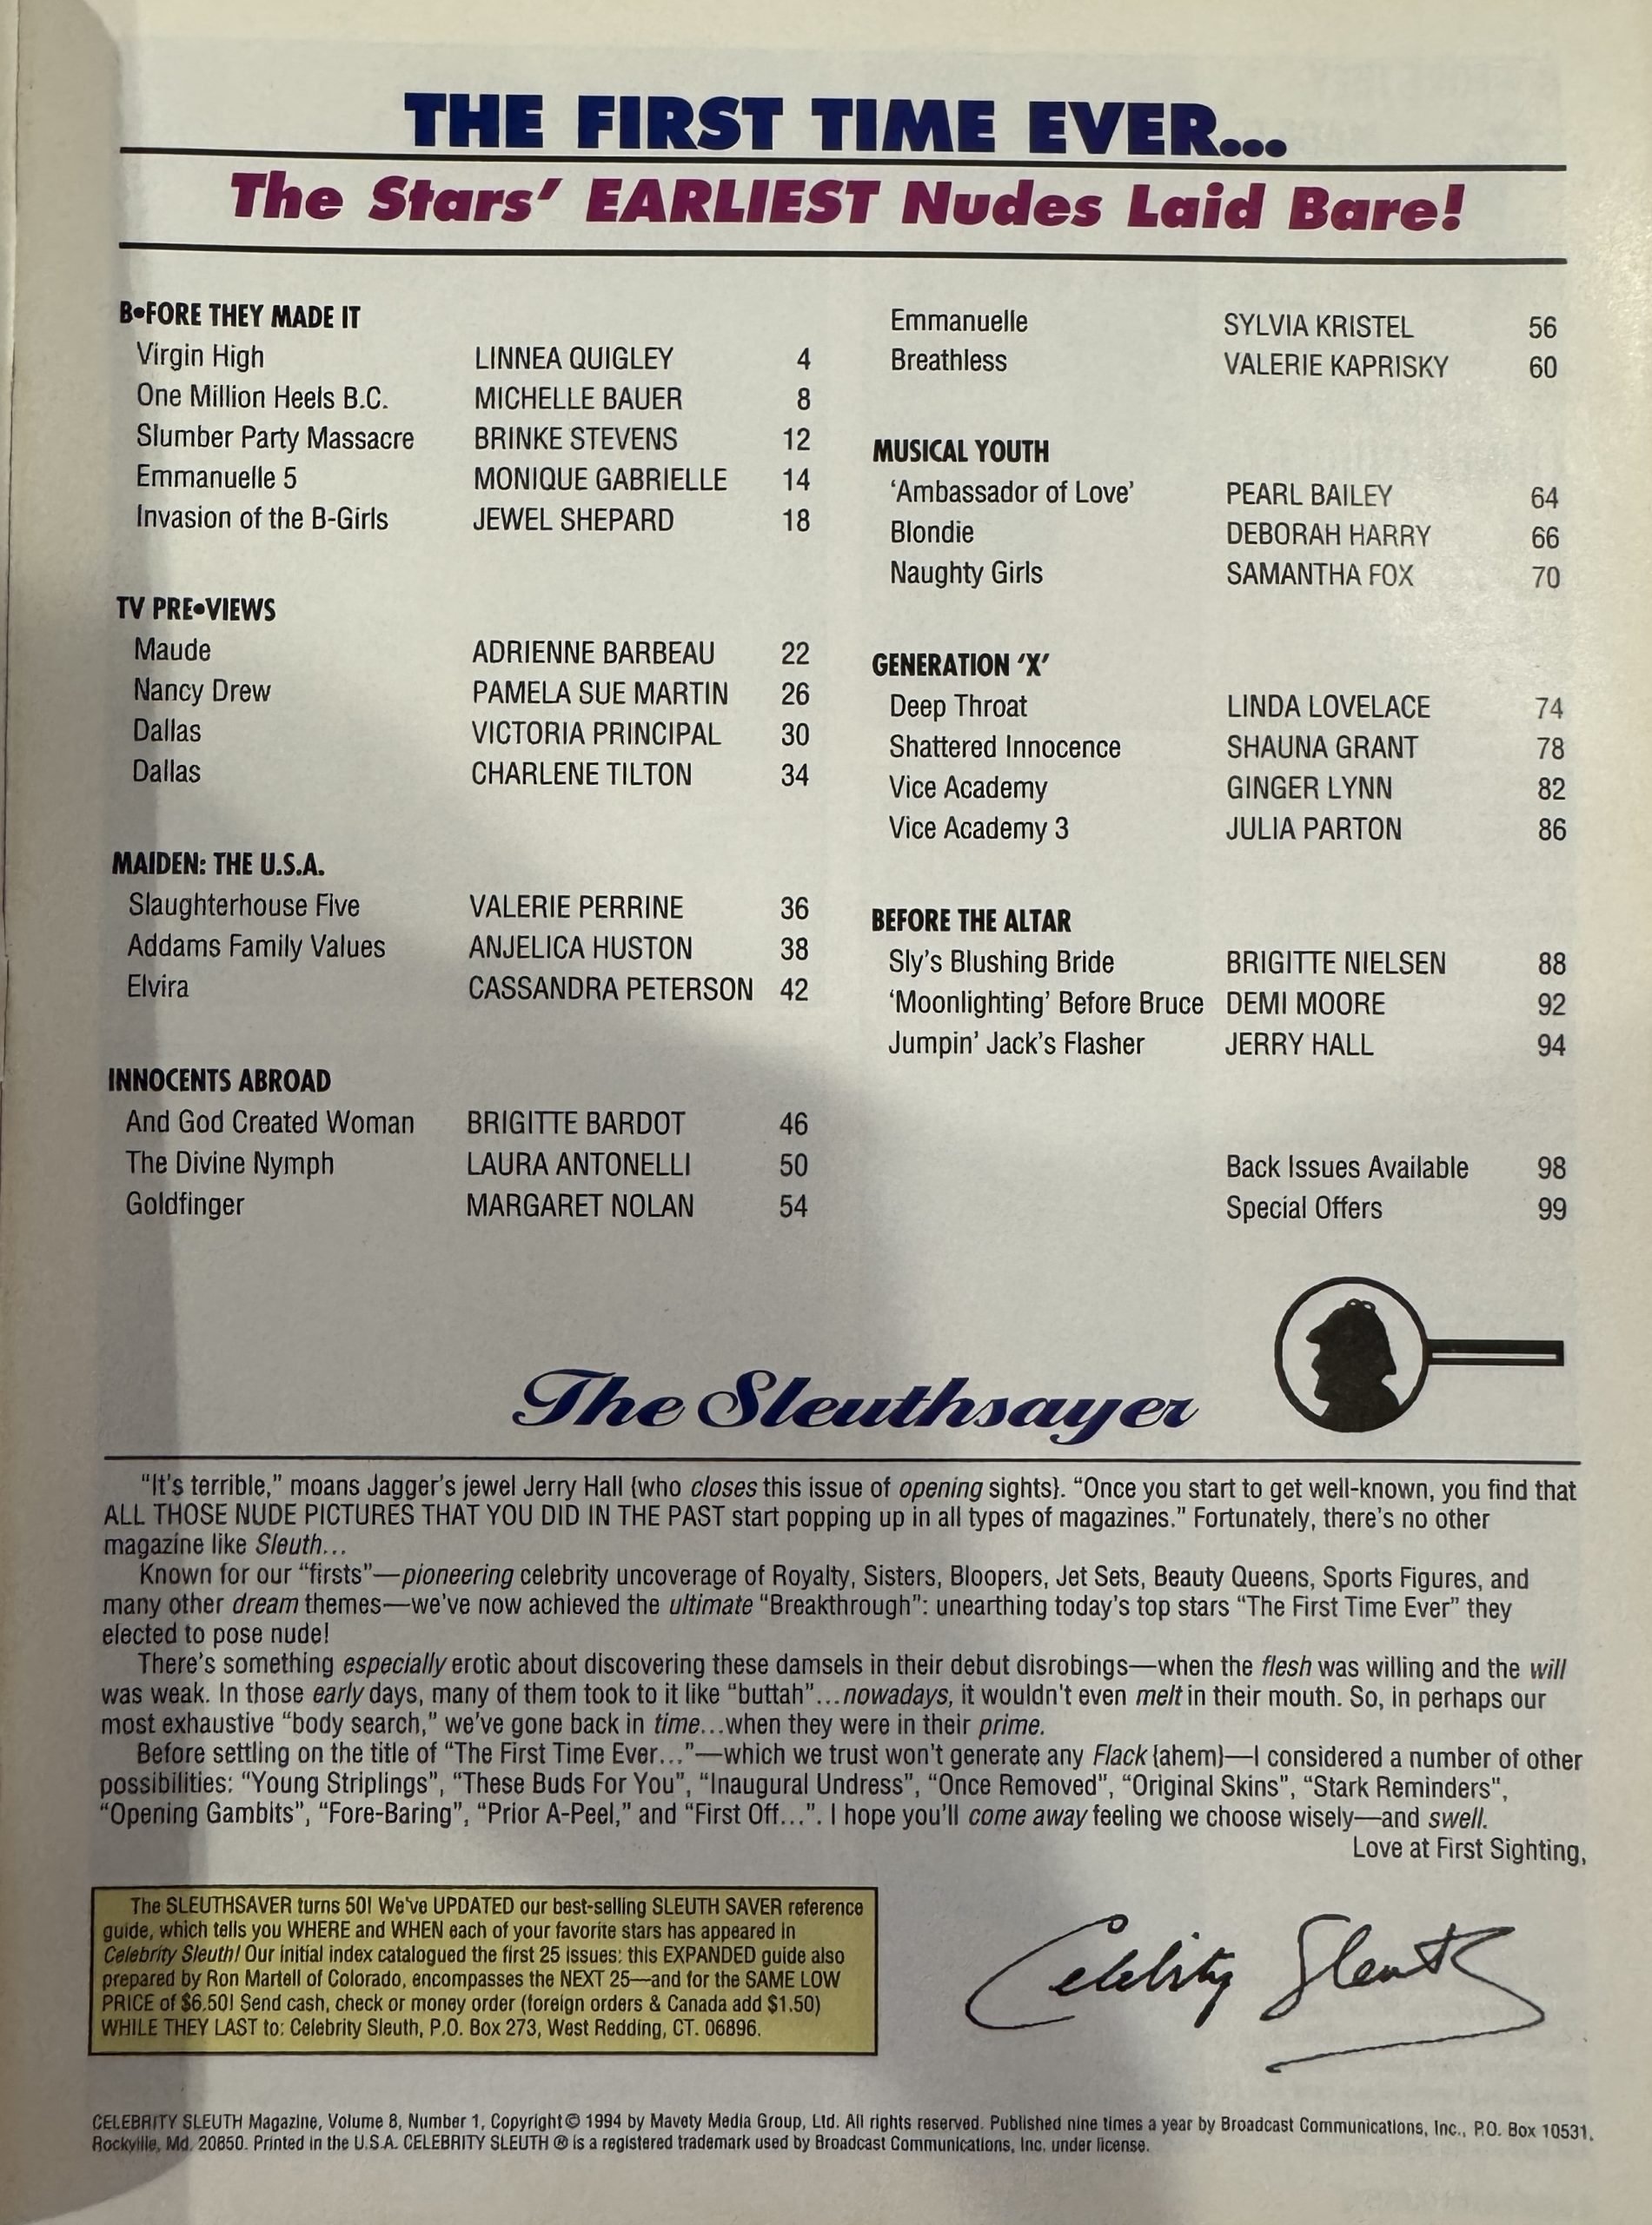 THE FIRST TIME EVER...
The Stars' EARLIEST Nudes Laid Bare!
B•FORE THEY MADE IT
Virgin High LINNEA QUIGLEY 4
One Million Heels B.C. MICHELLE BAUER 8
Slumber Party Massacre BRINKE STEVENS 12
Emmanuelle 5 MONIQUE GABRIELLE 14
Invasion of the B-Girls JEWEL SHEPARD 18
TV PRE•VIEWS
Maude ADRIENNE BARBEAU 22
Nancy Drew PAMELA SUE MARTIN 26
Dallas VICTORIA PRINCIPAL 30
Dallas CHARLENE TILTON 34
MAIDEN: THE U.S.A.
Slaughterhouse Five VALERIE PERRINE 36
Addams Family Values ANJELICA HUSTON 38
Elvira CASSANDRA PETERSON 42
INNOCENTS ABROAD
And God Created Woman BRIGITTE BARDOT 46
The Divine Nymph LAURA ANTONELLI 50
Goldfinger MARGARET NOLAN 54
Emmanuelle SYLVIA KRISTEL 56
Breathless VALERIE KAPRISKY 60
MUSICAL YOUTH
'Ambassador of Love' PEARL BAILEY 64
Blondie DEBORAH HARRY 66
Naughty Girls SAMANTHA FOX 70
GENERATION 'X'
Deep Throat LINDA LOVELACE 74
Shattered Innocence SHAUNA GRANT 78
Vice Academy GINGER LYNN 82
Vice Academy 3 JULIA PARTON 86
BEFORE THE ALTAR
Sly's Blushing Bride BRIGITTE NIELSEN 88
'Moonlighting' Before Bruce DEMI MOORE 92
Jumpin' Jack's Flasher JERRY HALL 94
Back Issues Available 98
Special Offers 99
The Sleuthsayer
"It's terrible," moans Jagger's jewel Jerry Hall {who closes this issue of opening sights}. "Once you start to get well-known, you find that
ALL THOSE NUDE PICTURES THAT YOU DID IN THE PAST start popping up in all types of magazines." Fortunately, there's no other
magazine like Sleuth...
Known for our "firsts"—pioneering celebrity uncoverage of Royalty, Sisters, Bloopers, Jet Sets, Beauty Queens, Sports Figures, and
many other dream themes—we've now achieved the ultimate "Breakthrough": unearthing today's top stars "The First Time Ever" they
elected to pose nude!
There's something especially erotic about discovering these damsels in their debut disrobings—when the flesh was willing and the will
was weak. In those early days, many of them took to it like "buttah"...nowadays, it wouldn't even melt in their mouth. So, in perhaps our
most exhaustive "body search," we've gone back in time...when they were in their prime.
Before settling on the title of "The First Time Ever..."—which we trust won't generate any Flack {ahem}—I considered a number of other
possibilities: "Young Striplings", "These Buds For You", "Inaugural Undress", "Once Removed", "Original Skins", "Stark Reminders",
"Opening Gambits", "Fore-Baring", "Prior A-Peel," and "First Off...". I hope you'll come away feeling we choose wisely—and swell.
Love at First Sighting,
The SLEUTHSAVER turns 50! We've UPDATED our best-selling SLEUTH SAVER reference
guide, which tells you WHERE and WHEN each of your favorite stars has appeared in
Celebrity Sleuth! Our initial index catalogued the first 25 issues: this EXPANDED guide also
prepared by Ron Martell of Colorado, encompasses the NEXT 25—and for the SAME LOW
PRICE of $6.50! Send cash, check or money order (foreign orders & Canada add $1.50)
WHILE THEY LAST to: Celebrity Sleuth, P.O. Box 273, West Redding, CT. 06896.
Celebrity Sleuth
CELEBRITY SLEUTH Magazine, Volume 8, Number 1, Copyright © 1994 by Mavety Media Group, Ltd. All rights reserved. Published nine times a year by Broadcast Communications, Inc., P.O. Box 10531,
Rockville, Md. 20850. Printed in the U.S.A. CELEBRITY SLEUTH ® is a registered trademark used by Broadcast Communications, Inc. under license.